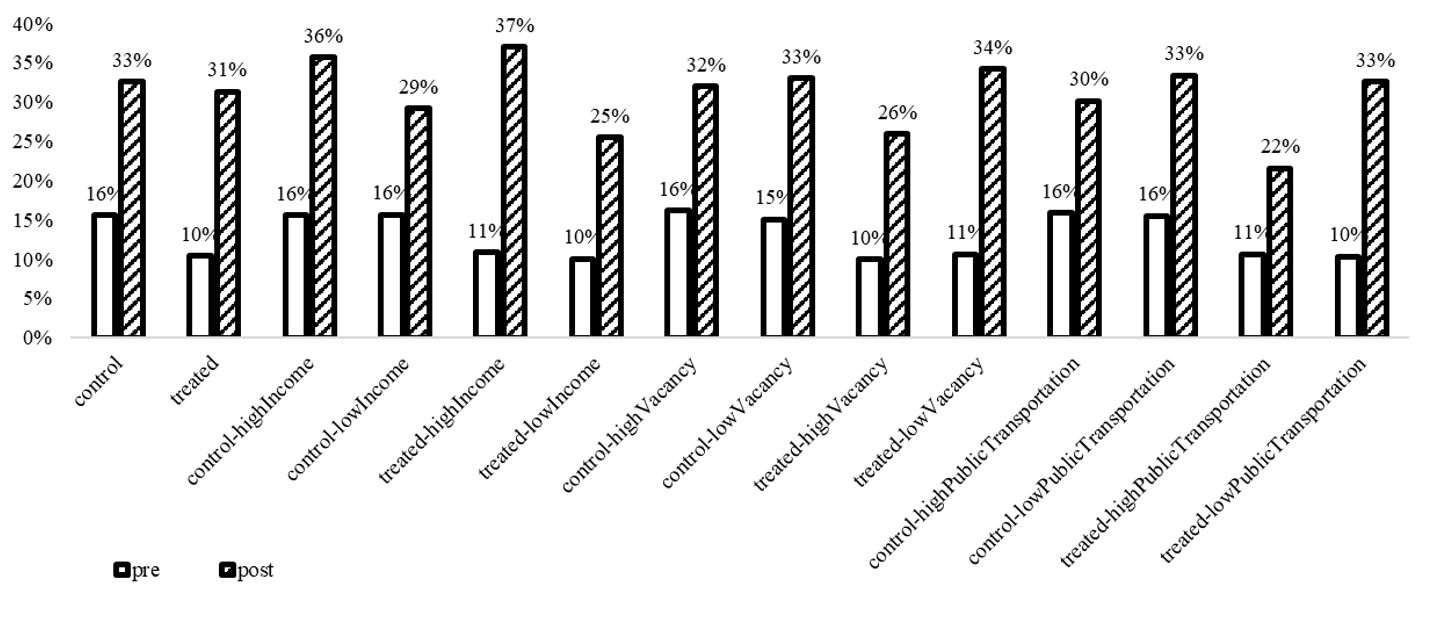 40%
35%
30%
25%
20%
15%
10%
5%
0%
16% 33%
10% 31%
16% 36%
16% 29%
11% 37%
10% 25%
16% 32%
15% 33%
10% 26%
11% 34%
16% 30%
16% 33%
11% 22%
10% 33%
control
treated
control-highIncome
control-lowIncome
treated-highIncome
treated-lowIncome
control-highVacancy
control-lowVacancy
treated-highVacancy
treated-lowVacancy
control-highPublicTransportation
control-lowPublicTransportation
treated-highPublicTransportation
treated-lowPublicTransportation
pre
post